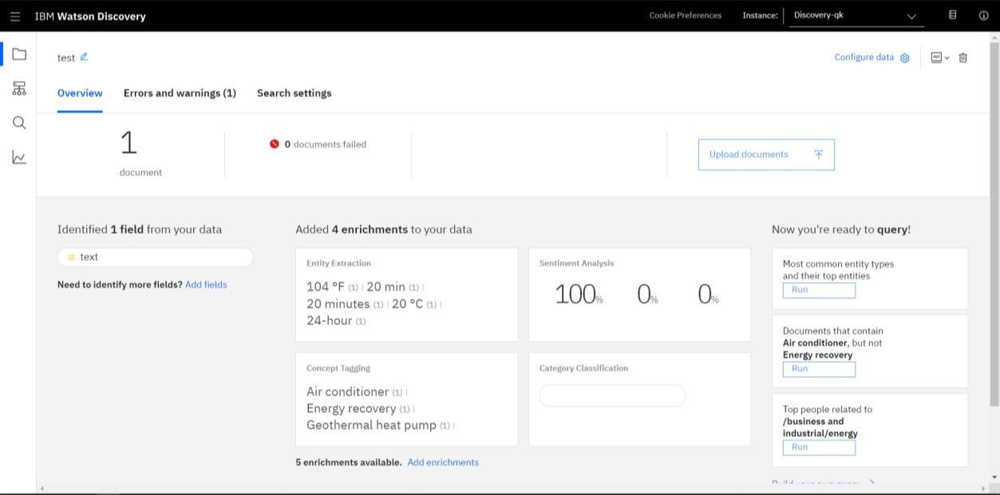 IBM Watson Discovery
Cookie Preferences
Instance:
Discovery-qk
test
Configure data
Overview
Errors and warnings (1)
Search settings
1
document
0 documents failed
Upload documents
Identified 1 field from your data
text
Need to identify more fields? Add fields
Added 4 enrichments to your data
Entity Extraction
104 °F (1) | 20 min (1) |
20 minutes (1) | 20 °C (1) |
24-hour (1)
Sentiment Analysis
100% 0% 0%
Concept Tagging
Air conditioner (1) |
Energy recovery (1) |
Geothermal heat pump (1) |
Category Classification
5 enrichments available. Add enrichments
Now you're ready to query!
Most common entity types
and their top entities
Run
Documents that contain
Air conditioner, but not
Energy recovery
Run
Top people related to
/business and
industrial/energy
Run